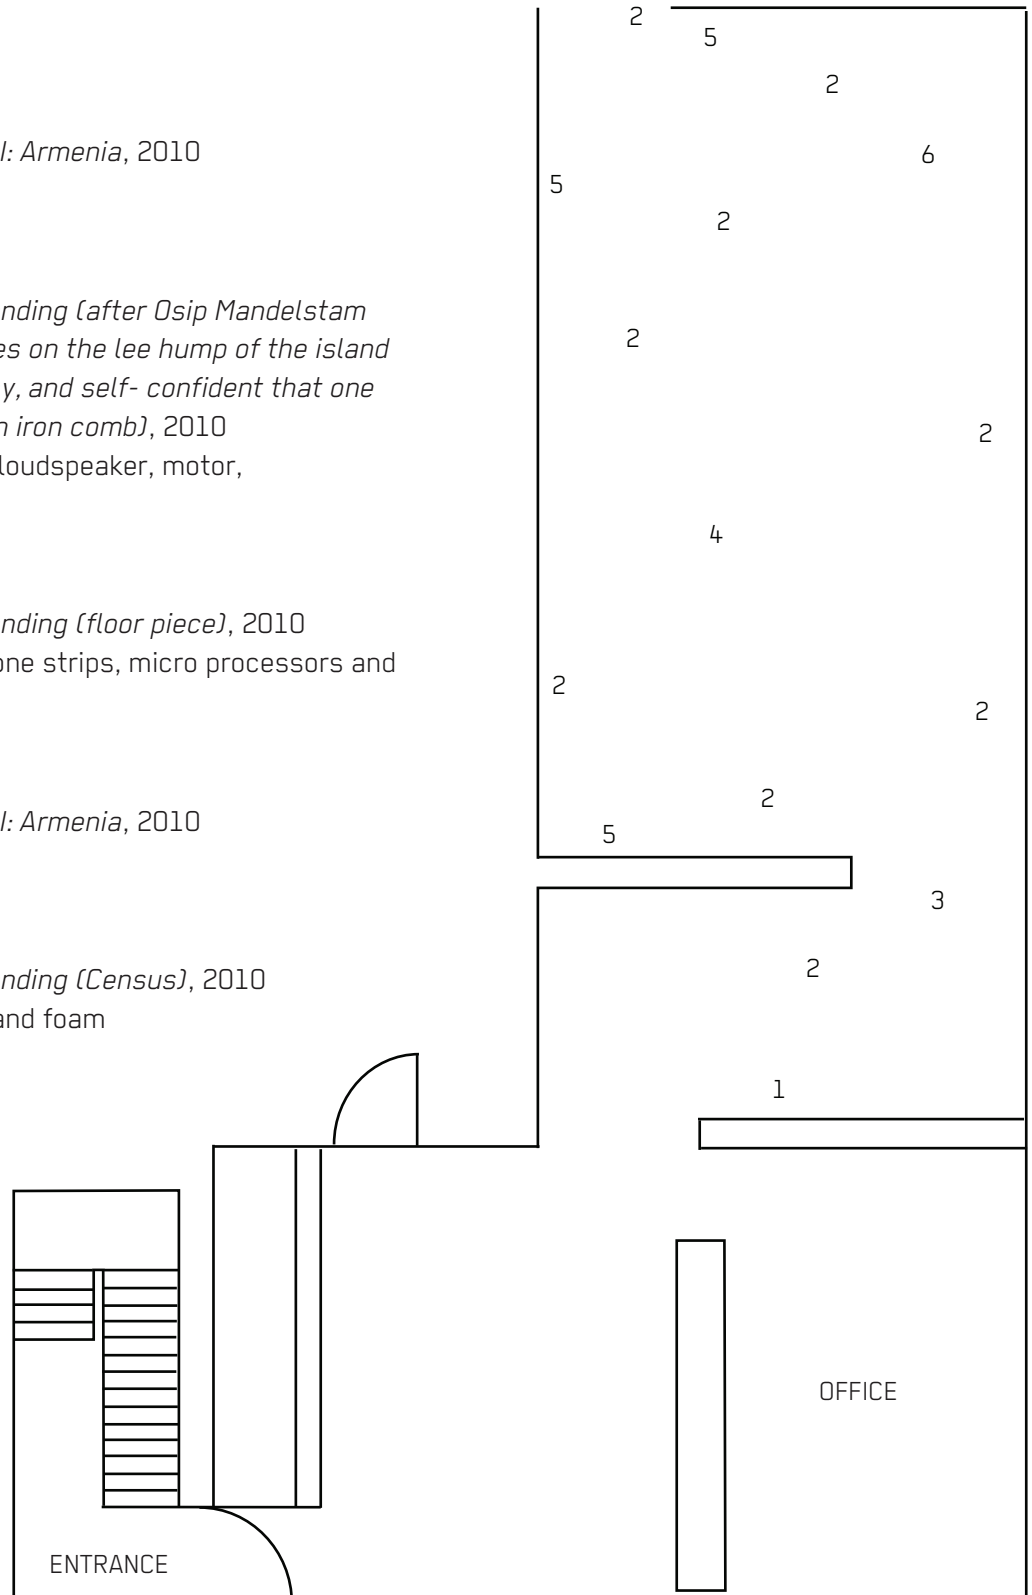 I: Armenia, 2010
nding (after Osip Mandelstam
es on the lee hump of the island
y, and self- confident that one
n iron comb), 2010
loudspeaker, motor,
nding (floor piece), 2010
one strips, micro processors and
I: Armenia, 2010
nding (Census), 2010
and foam
2
5
2
6
5
2
2
2
4
2
2
2
5
3
2
1
OFFICE
ENTRANCE